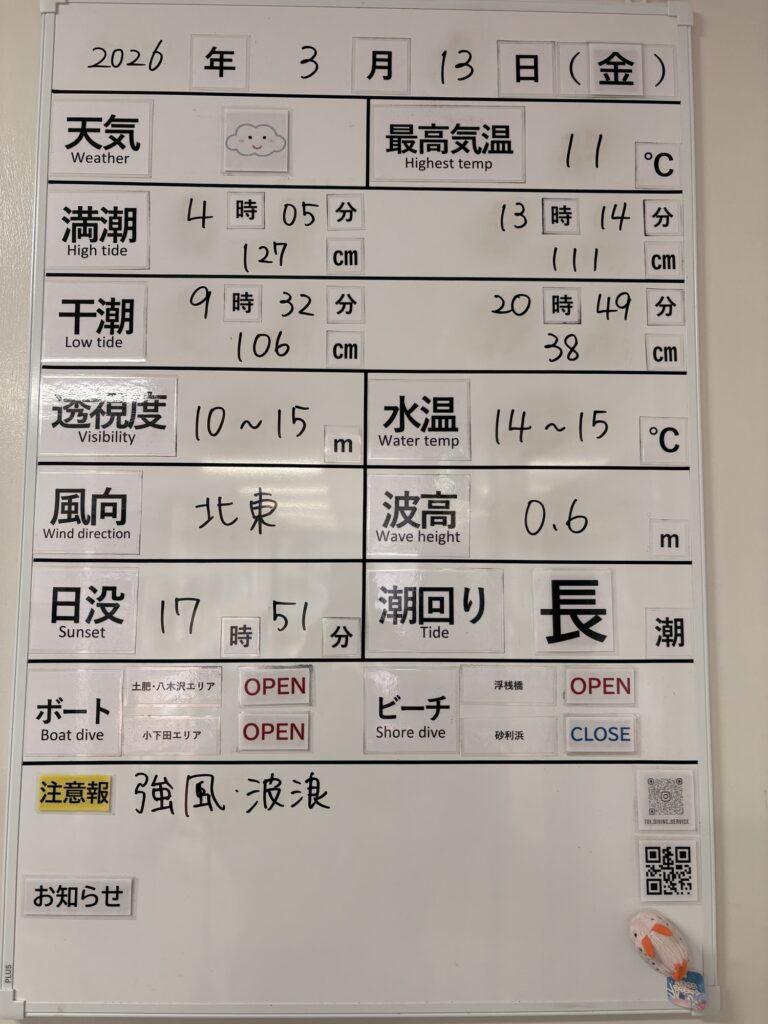 2026 年 3 月 13 日 (金)
天気 最高気温 11 ℃
Weather Highest temp
満潮 4 時 05 分 13 時 14 分
High tide 127 cm 111 cm
干潮 9 時 32 分 20 時 49 分
Low tide 106 cm 38 cm
透視度 10~15 m 水温 14~15 ℃
Visibility Water temp
風向 北東 波高 0.6 m
Wind direction Wave height
日没 17 時 51 分 潮回り 長 潮
Sunset Tide
ボート 土肥・八木沢エリア OPEN ビーチ 浮桟橋 OPEN
Boat dive 小下田エリア OPEN Shore dive 砂利浜 CLOSE
注意報 強風・波浪
TOI_DIVING_SERVICE
お知らせ
PLUS